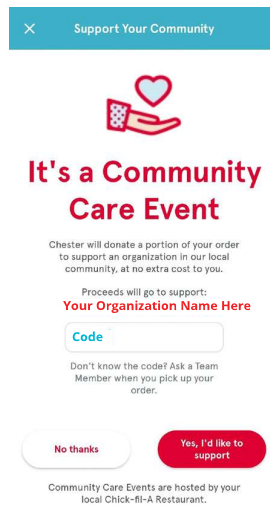 Support Your Community
It's a Community
Care Event
Chester will donate a portion of your order
to support an organization in our local
community, at no extra cost to you.
Proceeds will go to support:
Your Organization Name Here
Code
Don't know the code? Ask a Team
Member when you pick up your
order.
No thanks
Yes, I'd like to
support
Community Care Events are hosted by your
local Chick-fil-A Restaurant.